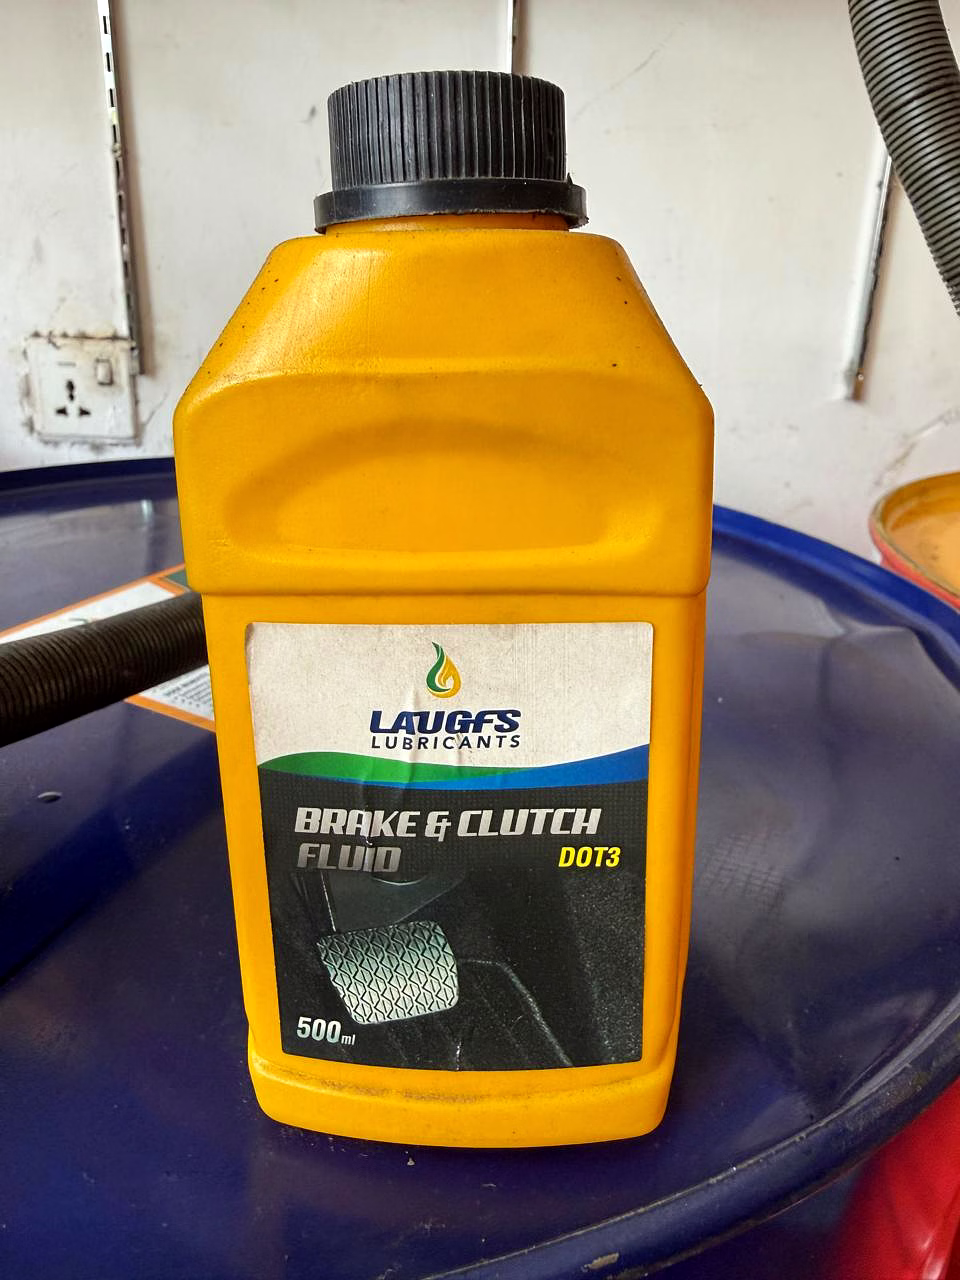 LAUGFS
LUBRICANTS
BRAKE & CLUTCH
FLUID
DOT3
500ml